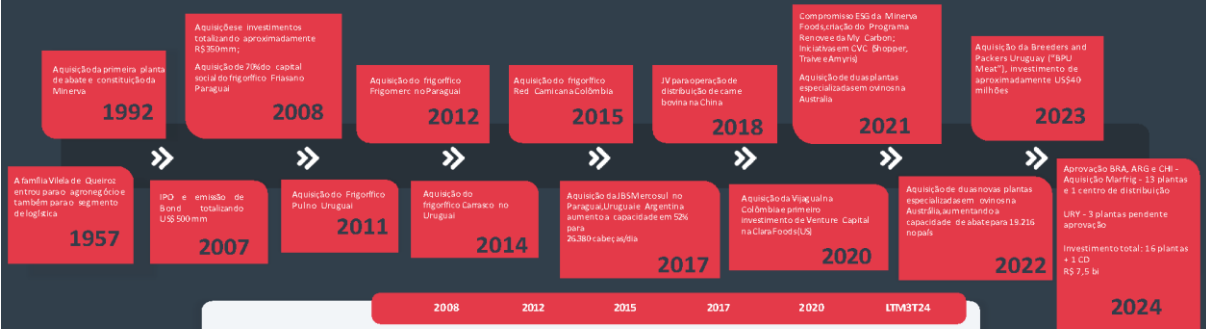 Aquisição da primeira planta
de abate e constituição da
Minerva
1992
Aquisições e investimentos
totalizando aproximadamente
R$350mm;
Aquisição de 70% do capital
social do frigorífico Friasa no
Paraguai
2008
Aquisição do frigorífico
Frigomerc no Paraguai
2012
Aquisição do frigorífico
Red Carnica na Colômbia
2015
JV para operação de
distribuição de carne
bovina na China
2018
Compromisso ESG da Minerva
Foods, criação do Programa
Renove e da My Carbon;
Iniciativas em CVC (Shopper,
Traive e Amyris)
Aquisição de duas plantas
especializadas em ovinos na
Australia
2021
Aquisição da Breeders and
Packers Uruguay ("BPU
Meat"), investimento de
aproximadamente US$40
milhões
2023
A família Vilela de Queiroz
entrou para o agronegócio e
também para o segmento
de logística
1957
IPO e emissão de
Bond totalizando
US$ 500mm
2007
Aquisição do Frigorífico
Pul no Uruguai
2011
Aquisição do
frigorífico Carrasco no
Uruguai
2014
Aquisição da JBS Mercosul no
Paraguai, Uruguai e Argentina
aumento a capacidade em 52%
para
26.380 cabeças/dia
2017
Aquisição da Vijagual na
Colômbia e primeiro
investimento de Venture Capital
na Clara Foods (US)
2020
Aquisição de duas novas plantas
especializadas em ovinos na
Austrália, aumentando a
capacidade de abate para 19.216
no país
2022
Aprovação BRA, ARG e CHI -
Aquisição Marfrig - 13 plantas
e 1 centro de distribuição
URY - 3 plantas pendente
aprovação
Investimento total: 16 plantas
+ 1 CD
R$ 7,5 bi
2024
2008 2012 2015 2017 2020 LTM3T24